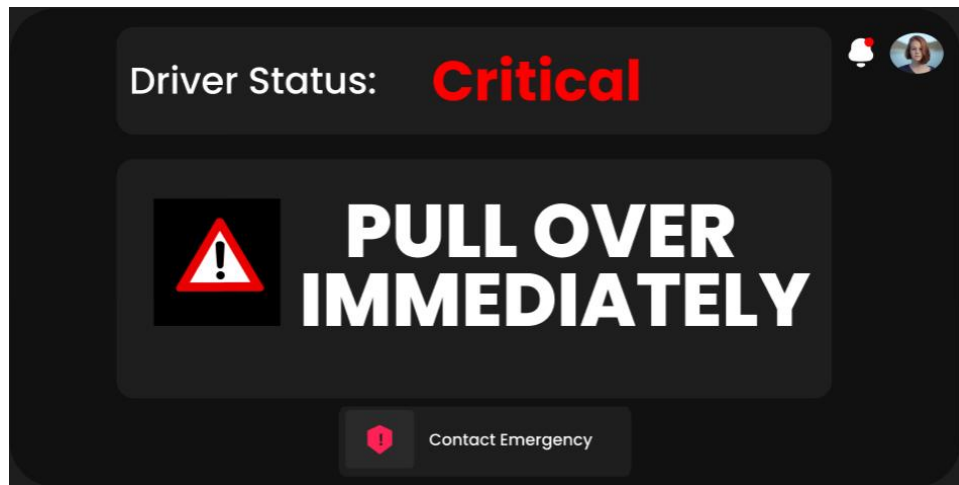 Driver Status: Critical
PULL OVER
IMMEDIATELY
Contact Emergency